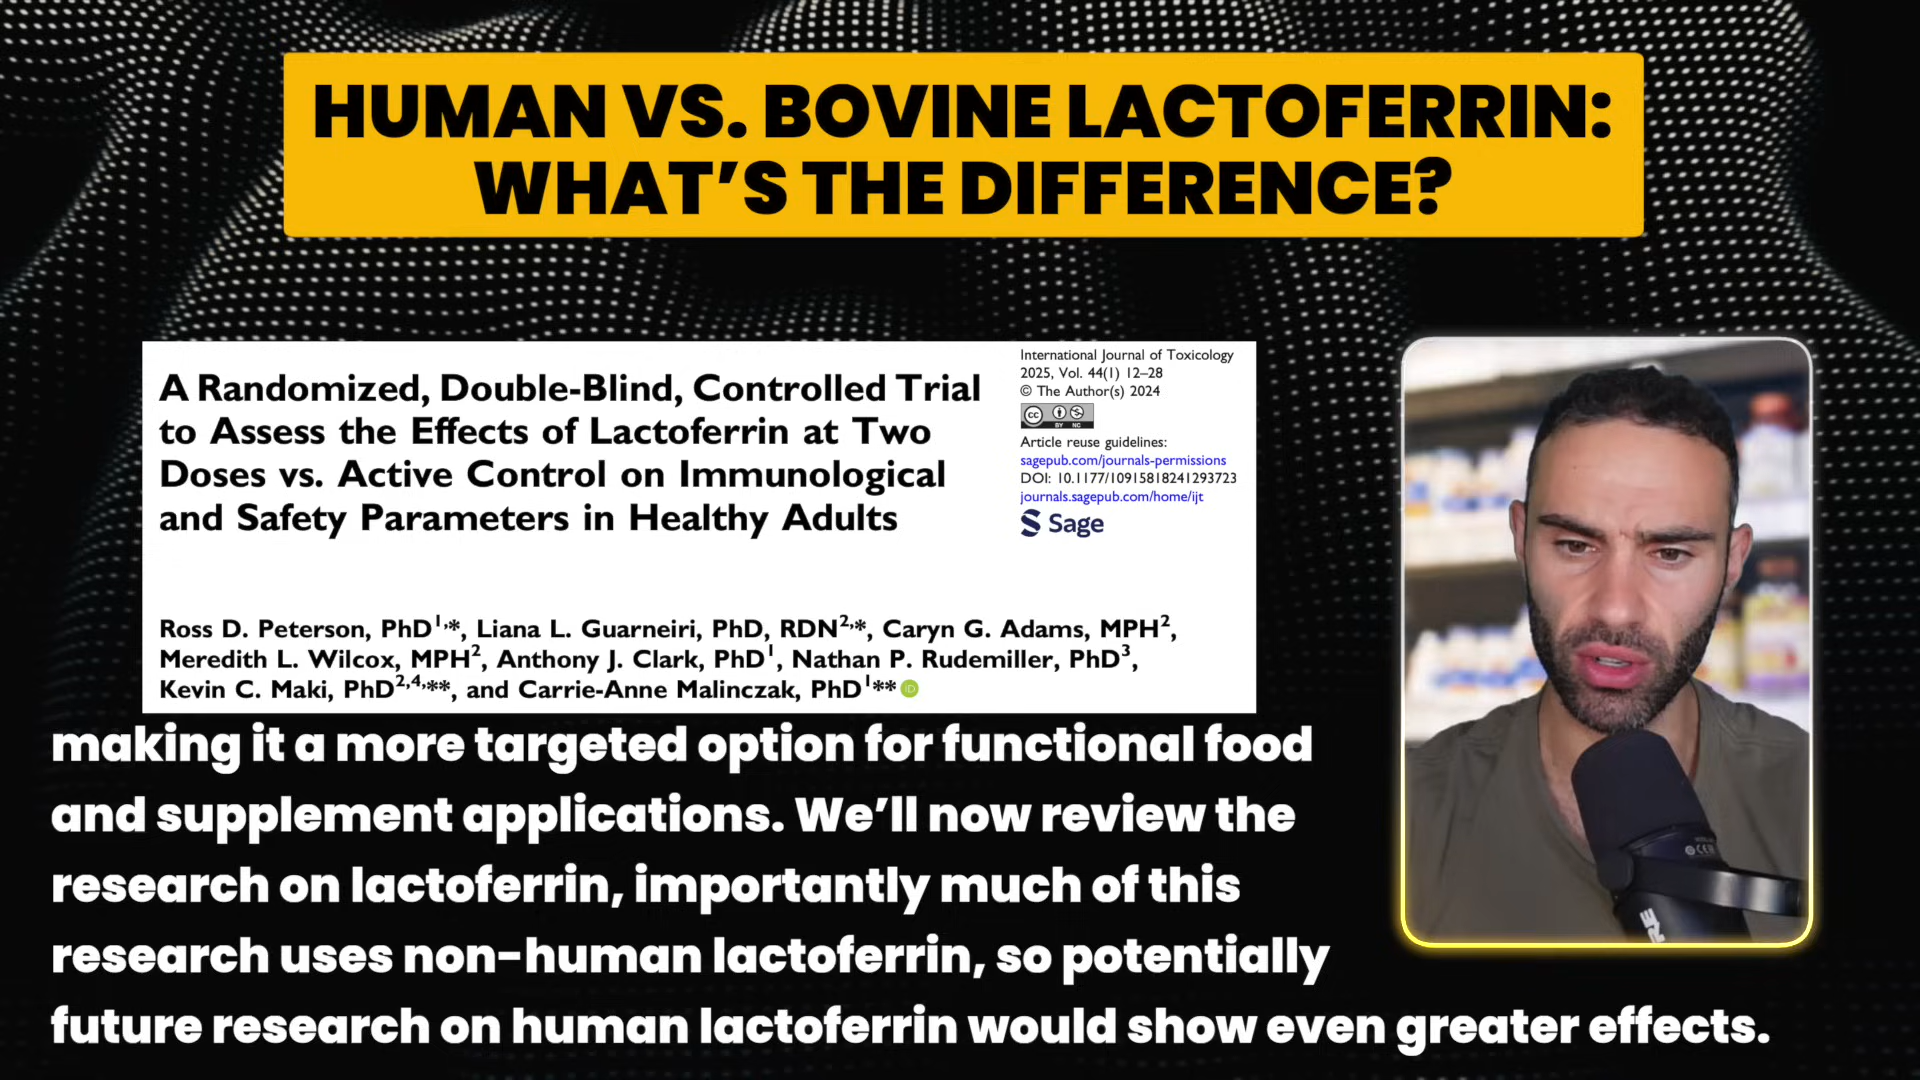 HUMAN VS. BOVINE LACTOFERRIN:
WHAT’S THE DIFFERENCE?
A Randomized, Double-Blind, Controlled Trial
to Assess the Effects of Lactoferrin at Two
Doses vs. Active Control on Immunological
and Safety Parameters in Healthy Adults
International Journal of Toxicology
2025, Vol. 44(1) 12–28
© The Author(s) 2024
cc BY NC
Article reuse guidelines:
sagepub.com/journals-permissions
DOI: 10.1177/10915818241293723
journals.sagepub.com/home/ijt
Sage
Ross D. Peterson, PhD1,*, Liana L. Guarneiri, PhD, RDN2,*, Caryn G. Adams, MPH2,
Meredith L. Wilcox, MPH2, Anthony J. Clark, PhD1, Nathan P. Rudemiller, PhD3,
Kevin C. Maki, PhD2,4,**, and Carrie-Anne Malinczak, PhD1** iD
making it a more targeted option for functional food
and supplement applications. We’ll now review the
research on lactoferrin, importantly much of this
research uses non-human lactoferrin, so potentially
future research on human lactoferrin would show even greater effects.